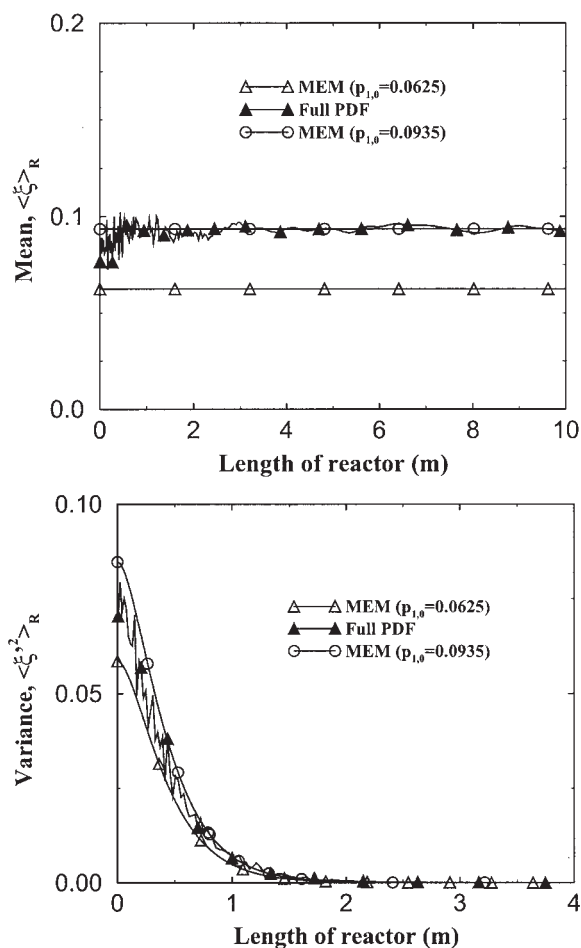 0.2
MEM (p1,0=0.0625)
Full PDF
MEM (p1,0=0.0935)
0.1
Mean, <ξ>R
0.0
0 2 4 6 8 10
Length of reactor (m)
0.10
MEM (p1,0=0.0625)
Full PDF
MEM (p1,0=0.0935)
0.05
Variance, <ξ'2>R
0.00
0 1 2 3 4
Length of reactor (m)